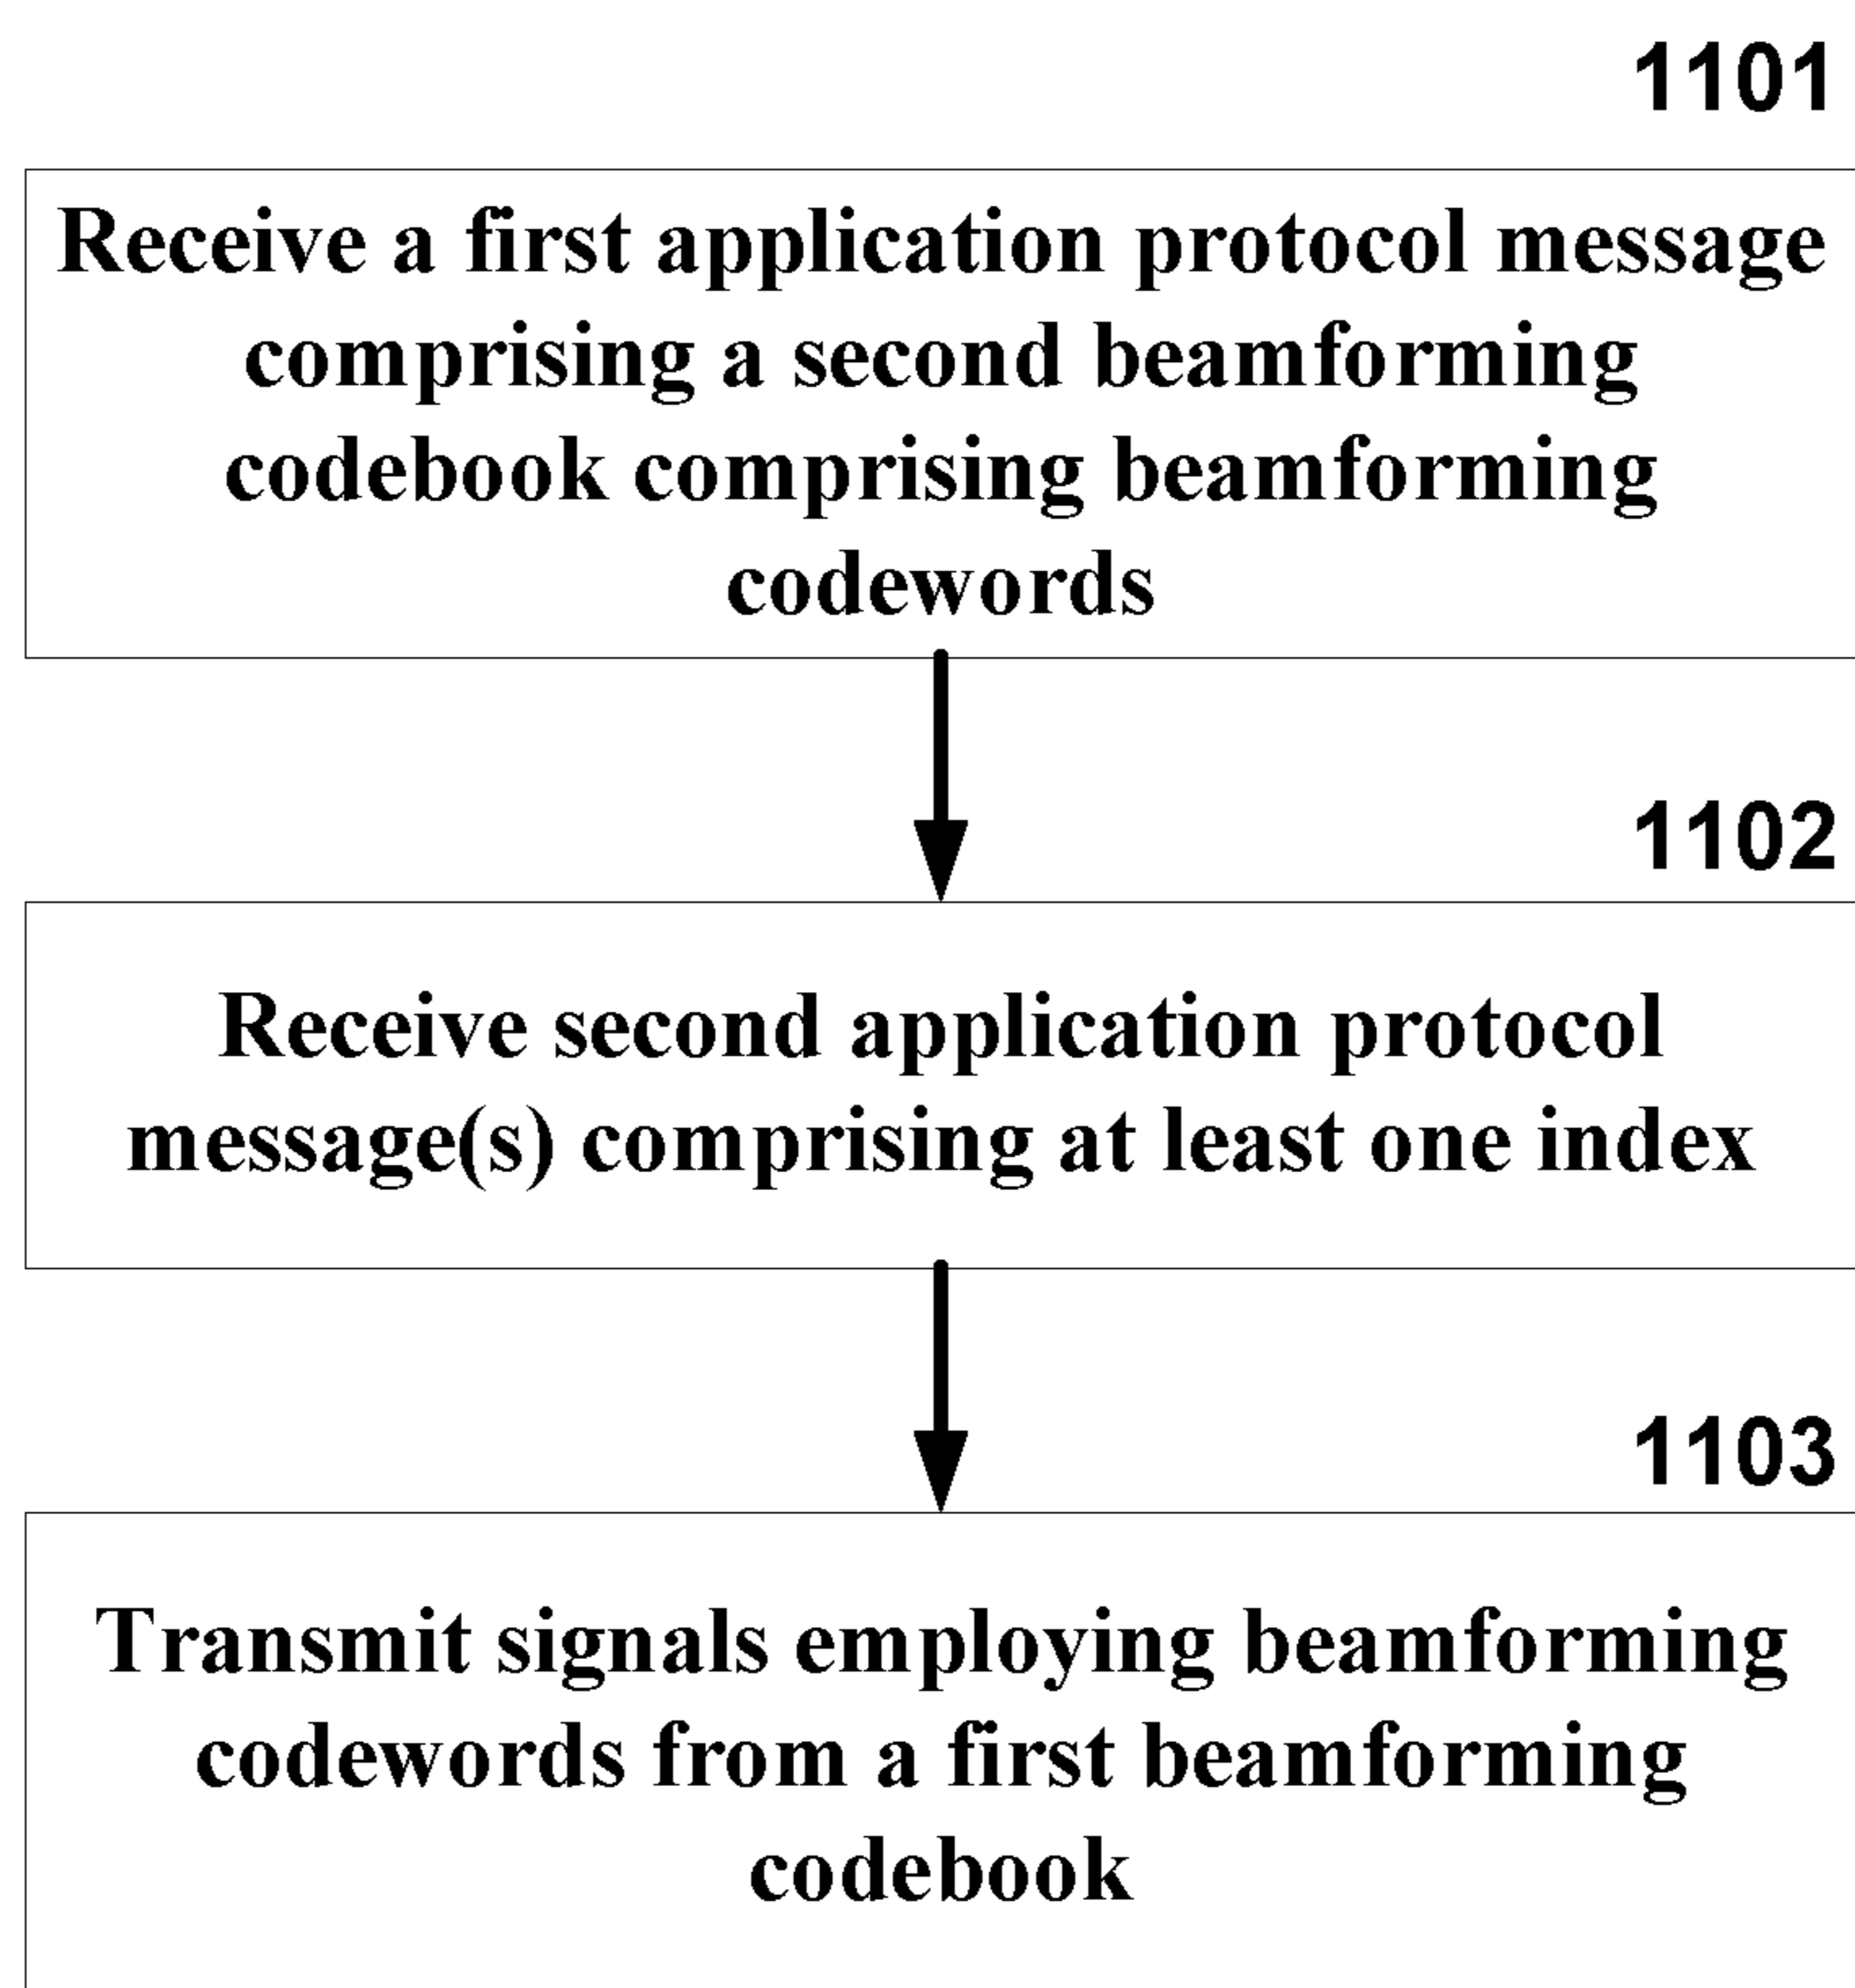 1101
Receive a first application protocol message
comprising a second beamforming
codebook comprising beamforming
codewords
1102
Receive second application protocol
message(s) comprising at least one index
1103
Transmit signals employing beamforming
codewords from a first beamforming
codebook